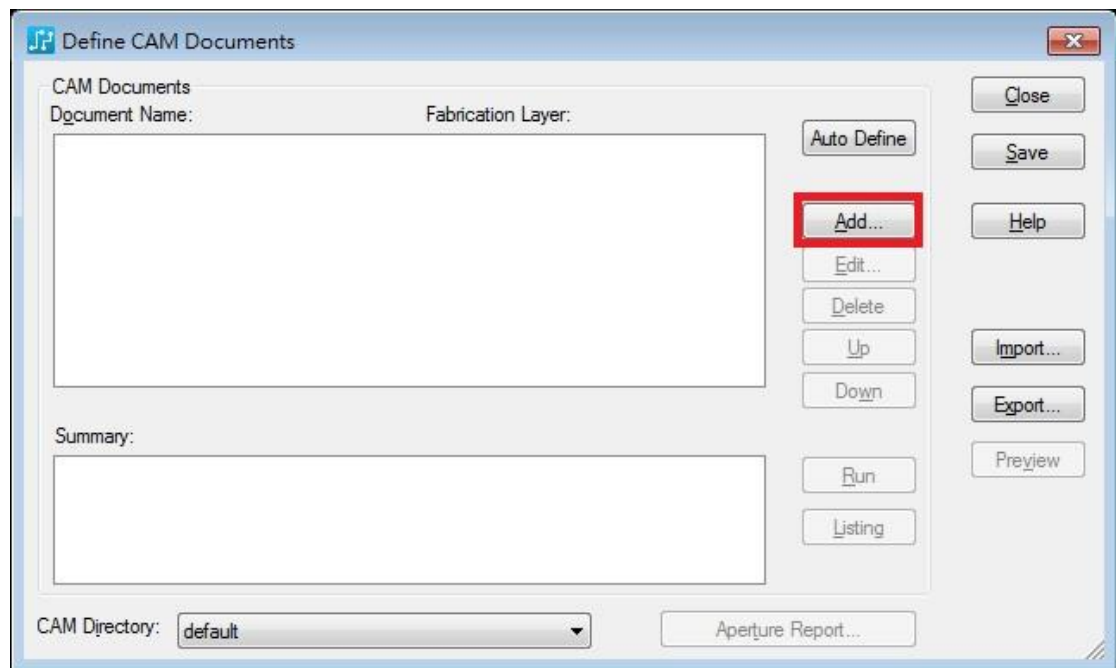 Define CAM Documents
CAM Documents
Document Name:
Fabrication Layer:
Auto Define
Add...
Edit...
Delete
Up
Down
Summary:
Run
Listing
CAM Directory:
default
Aperture Report...
Close
Save
Help
Import...
Export...
Preview